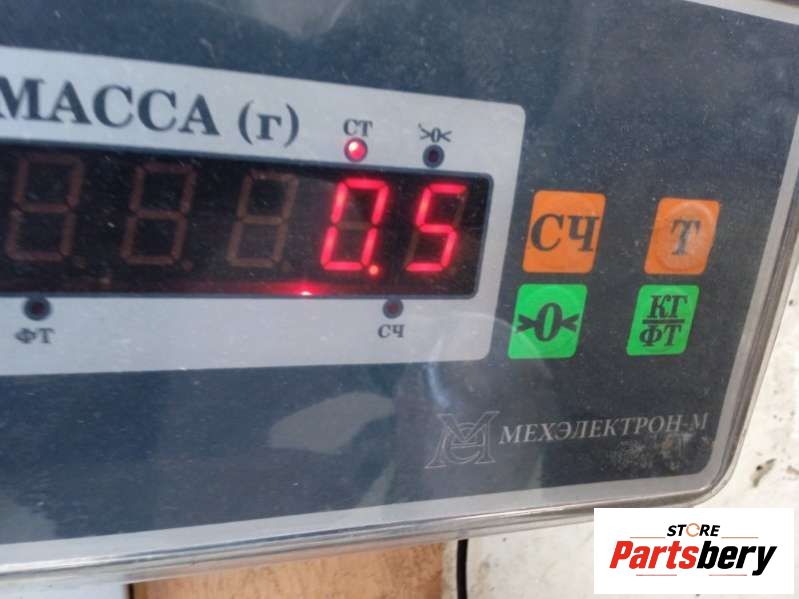 МАССА (г)
СТ
>0<
0.5
СЧ
Т
ФТ
СЧ
>0<
КГ
ФТ
МЕХЭЛЕКТРОН-М
STORE
Partsbery